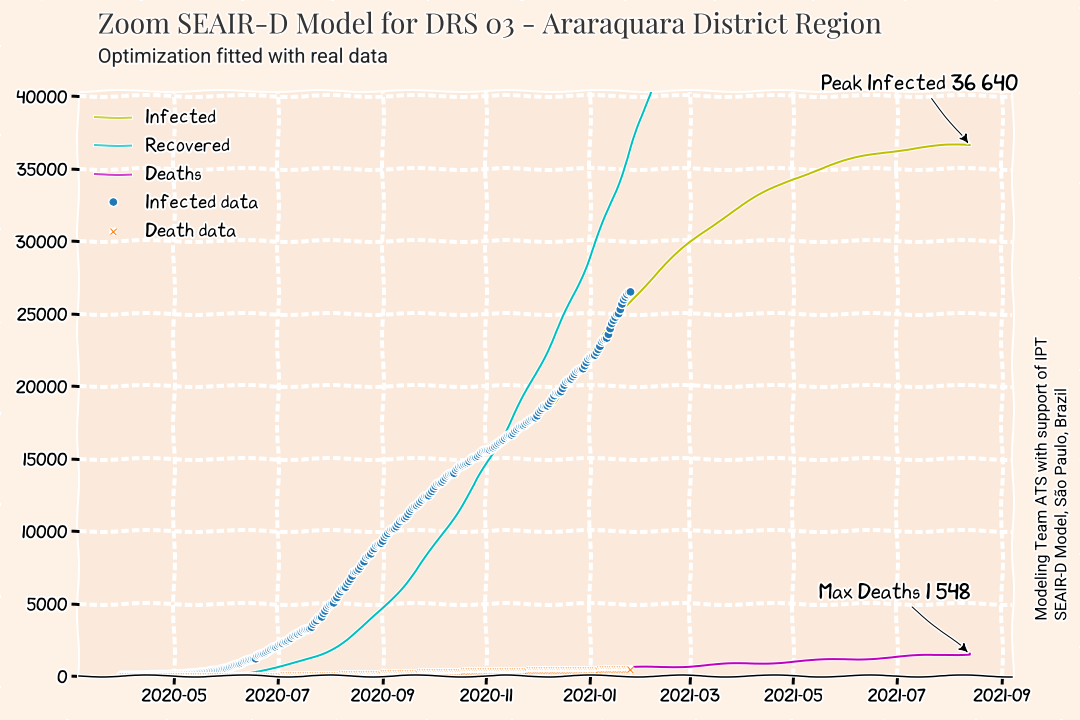 Zoom SEAIR-D Model for DRS 03 - Araraquara District Region
Optimization fitted with real data
Peak Infected 36 640
40000
35000
30000
25000
20000
15000
10000
5000
0
Infected
Recovered
Deaths
Infected data
Death data
Max Deaths 1 548
2020-05
2020-07
2020-09
2020-11
2021-01
2021-03
2021-05
2021-07
2021-09
Modeling Team ATS with support of IPT
SEAIR-D Model, São Paulo, Brazil